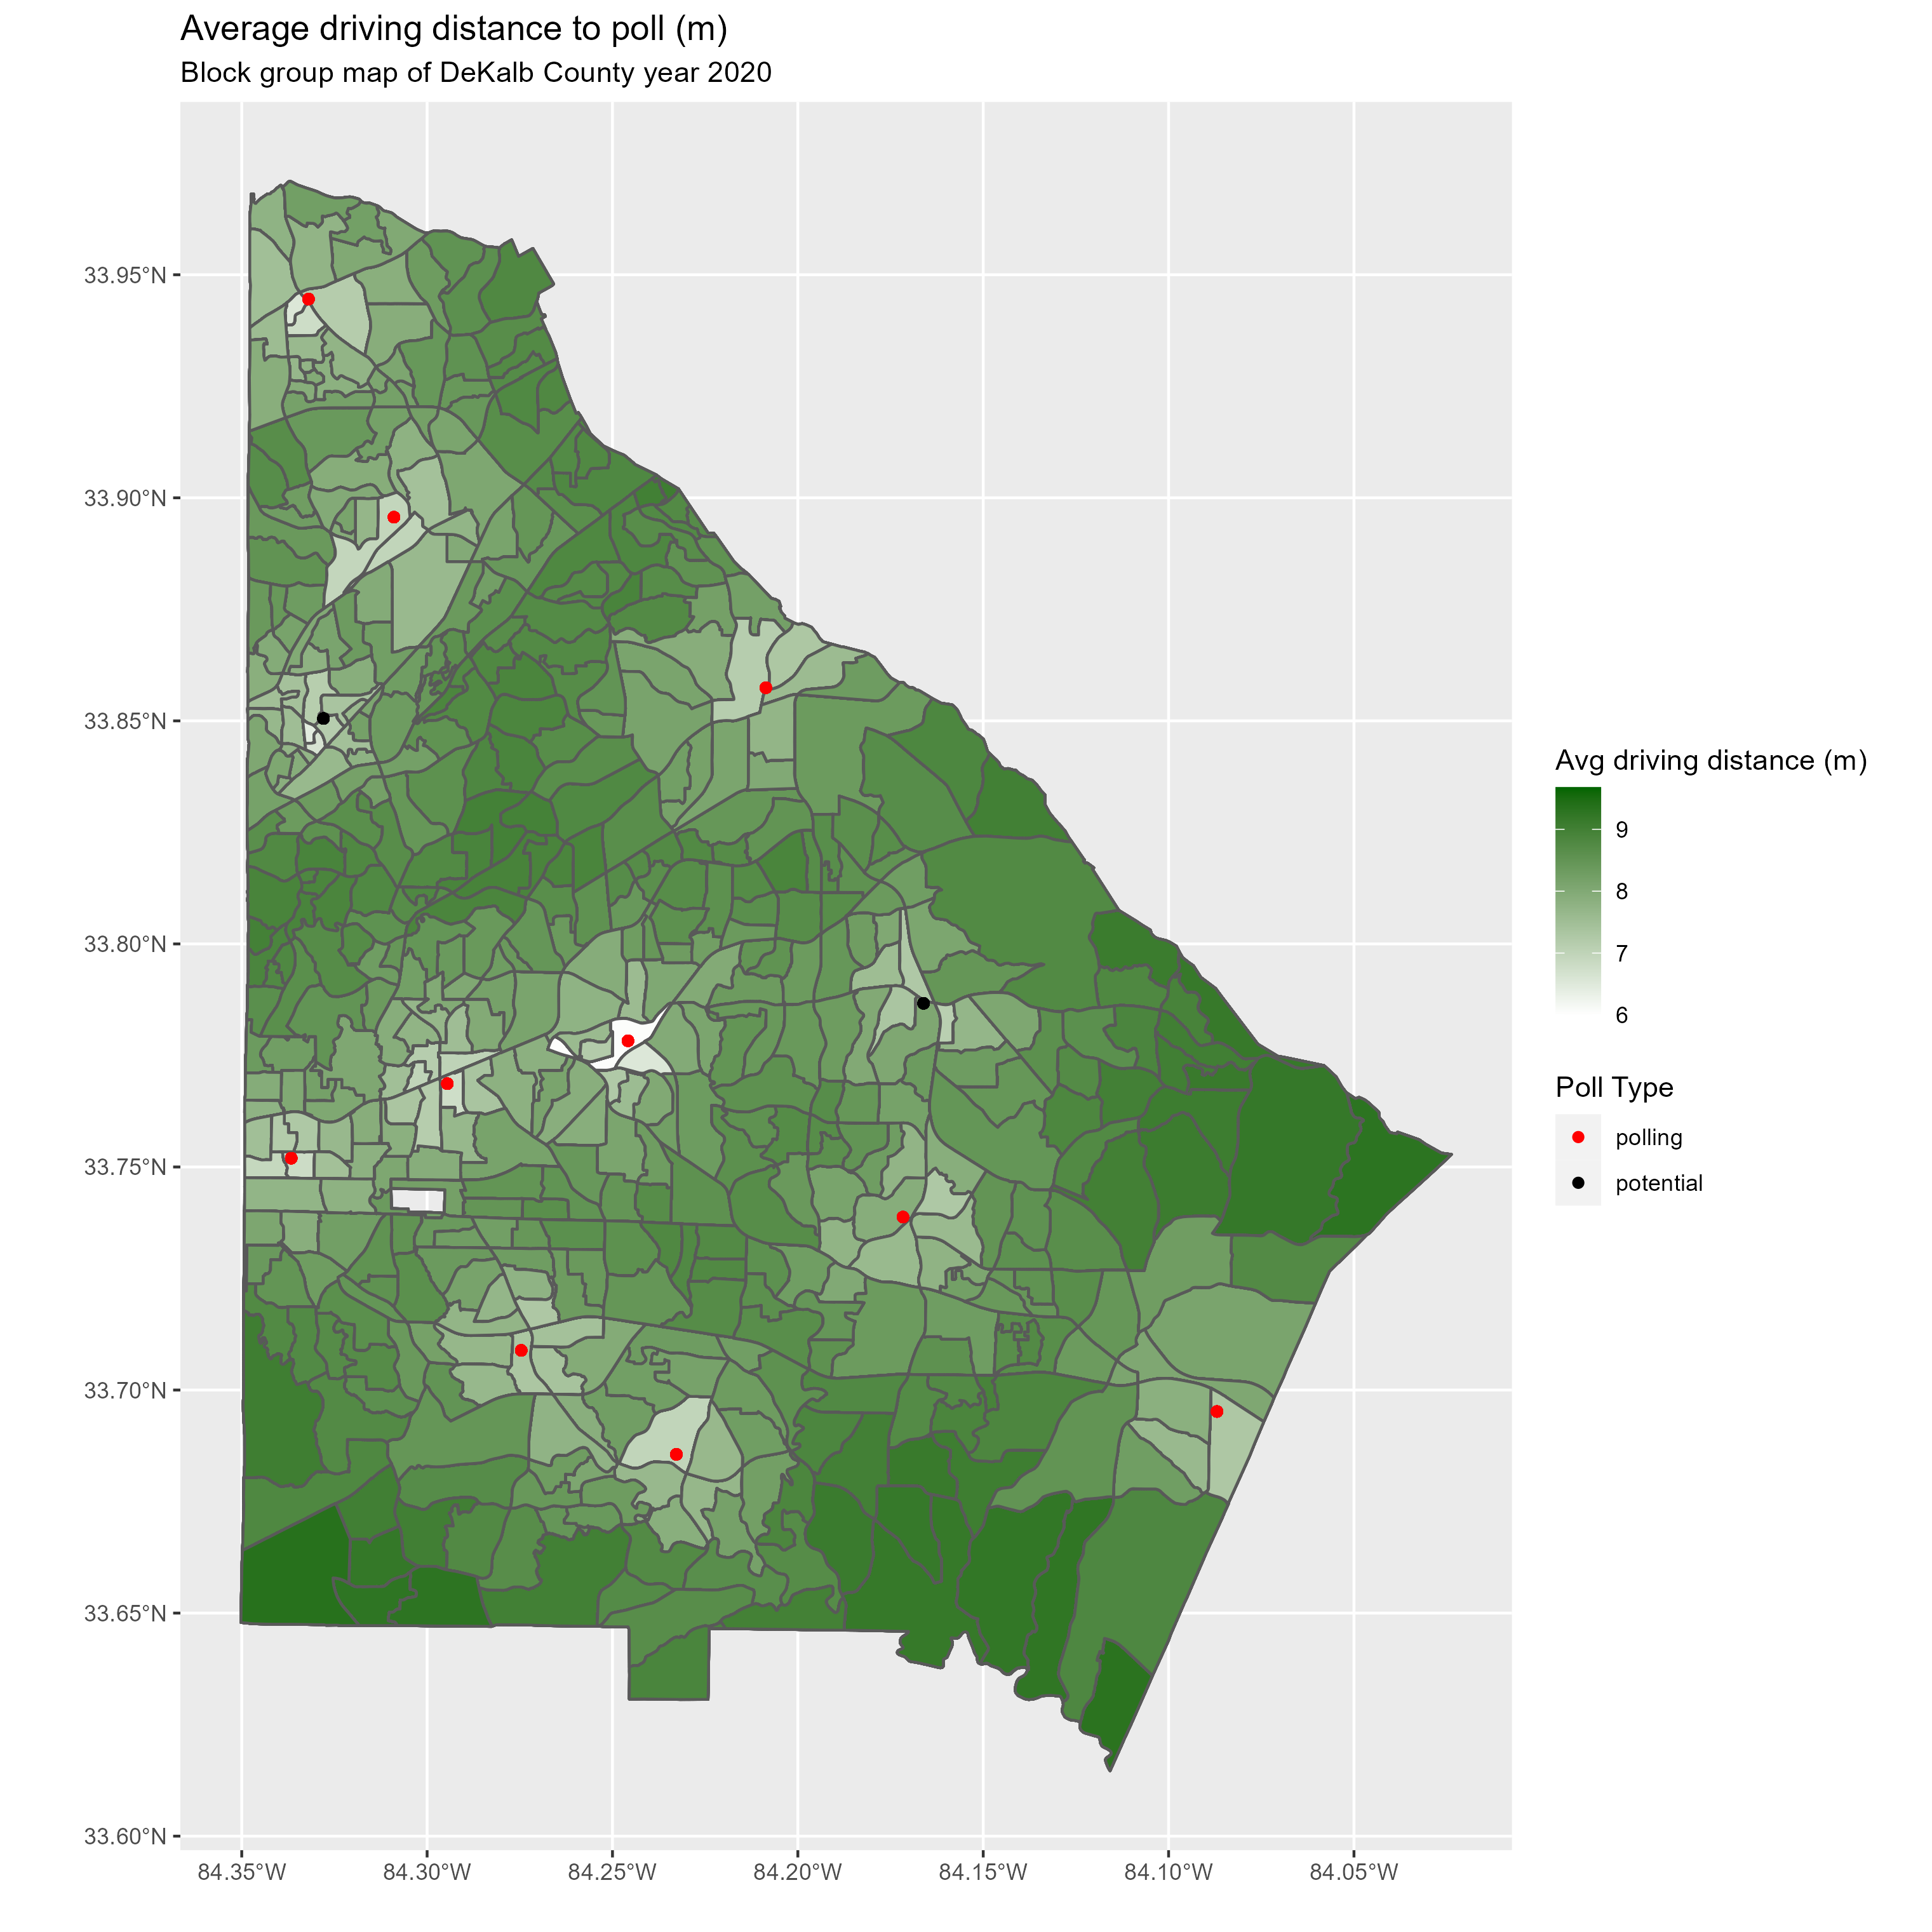 Average driving distance to poll (m)
Block group map of DeKalb County year 2020
33.95°N
33.90°N
33.85°N
33.80°N
33.75°N
33.70°N
33.65°N
33.60°N
84.35°W
84.30°W
84.25°W
84.20°W
84.15°W
84.10°W
84.05°W
Avg driving distance (m)
9
8
7
6
Poll Type
polling
potential